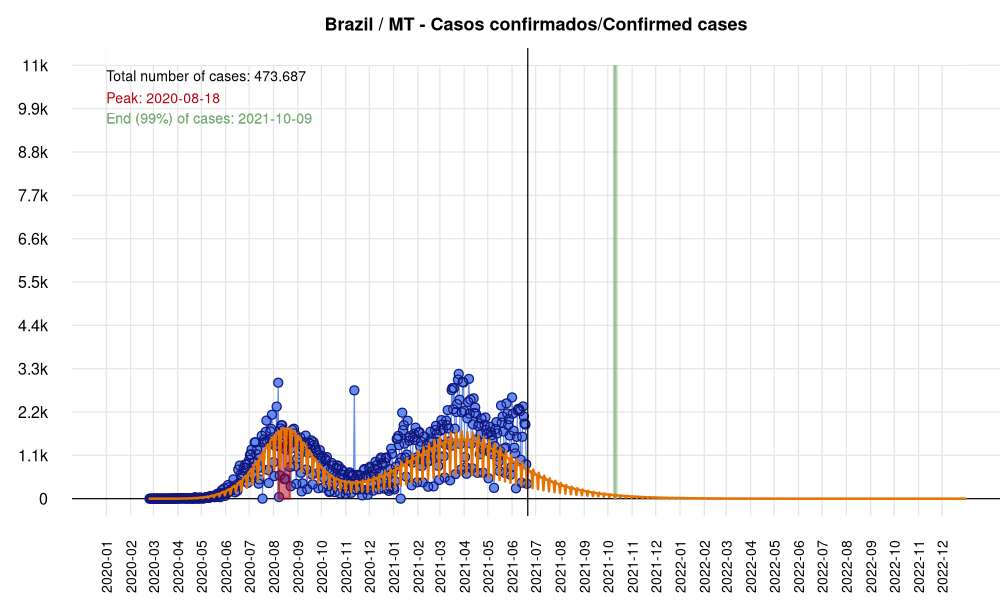 Brazil / MT - Casos confirmados/Confirmed cases
Total number of cases: 473.687
Peak: 2020-08-18
End (99%) of cases: 2021-10-09
11k
9.9k
8.8k
7.7k
6.6k
5.5k
4.4k
3.3k
2.2k
1.1k
0
2020-01
2020-02
2020-03
2020-04
2020-05
2020-06
2020-07
2020-08
2020-09
2020-10
2020-11
2020-12
2021-01
2021-02
2021-03
2021-04
2021-05
2021-06
2021-07
2021-08
2021-09
2021-10
2021-11
2021-12
2022-01
2022-02
2022-03
2022-04
2022-05
2022-06
2022-07
2022-08
2022-09
2022-10
2022-11
2022-12